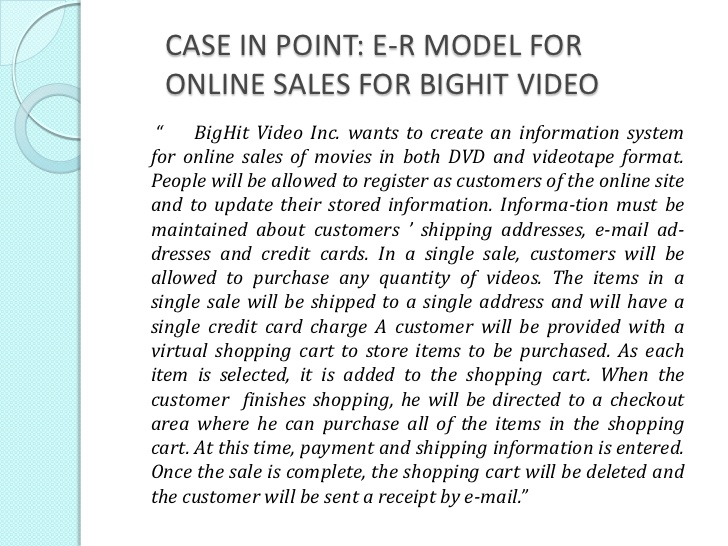 CASE IN POINT: E-R MODEL FOR
ONLINE SALES FOR BIGHIT VIDEO
“ BigHit Video Inc. wants to create an information system
for online sales of movies in both DVD and videotape format.
People will be allowed to register as customers of the online site
and to update their stored information. Informa-tion must be
maintained about customers ’ shipping addresses, e-mail ad-
dresses and credit cards. In a single sale, customers will be
allowed to purchase any quantity of videos. The items in a
single sale will be shipped to a single address and will have a
single credit card charge A customer will be provided with a
virtual shopping cart to store items to be purchased. As each
item is selected, it is added to the shopping cart. When the
customer finishes shopping, he will be directed to a checkout
area where he can purchase all of the items in the shopping
cart. At this time, payment and shipping information is entered.
Once the sale is complete, the shopping cart will be deleted and
the customer will be sent a receipt by e-mail.”